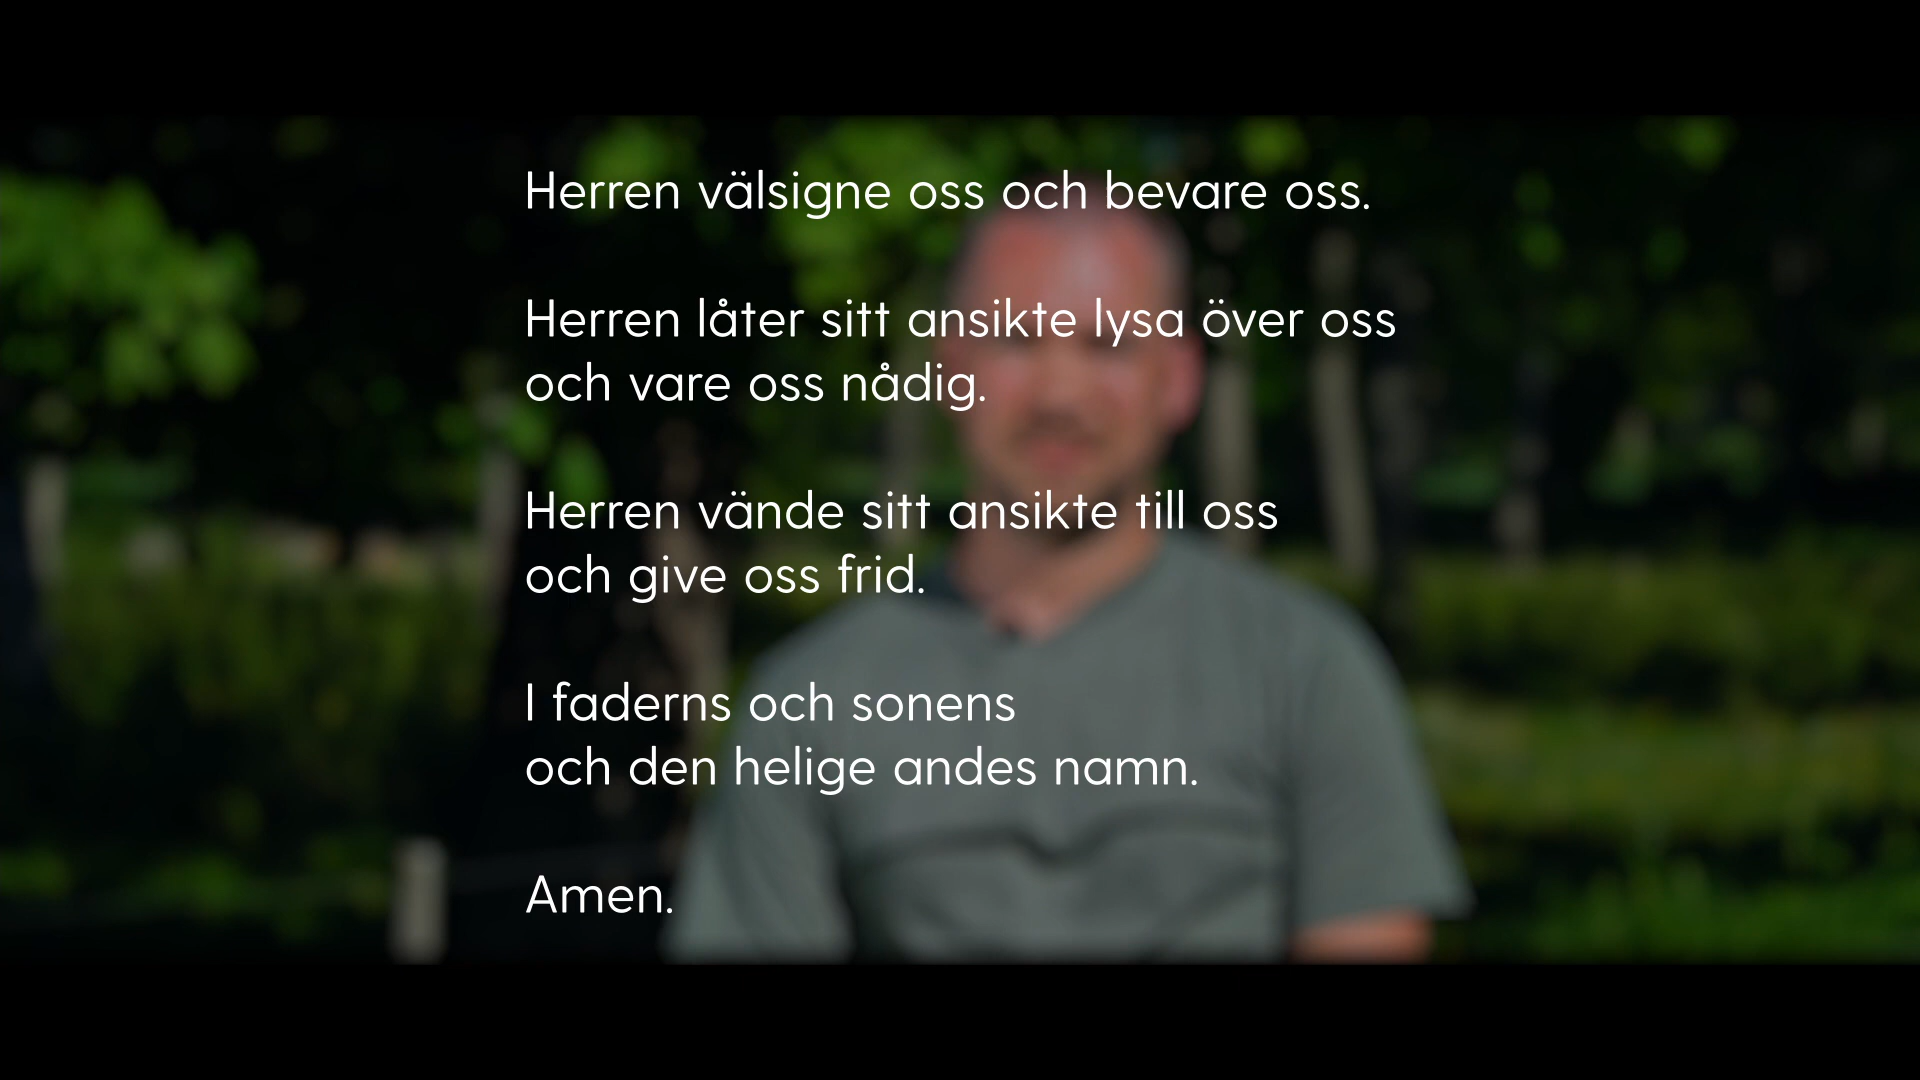 Herren välsigne oss och bevare oss.
Herren låter sitt ansikte lysa över oss
och vare oss nådig.
Herren vände sitt ansikte till oss
och give oss frid.
I faderns och sonens
och den helige andes namn.
Amen.